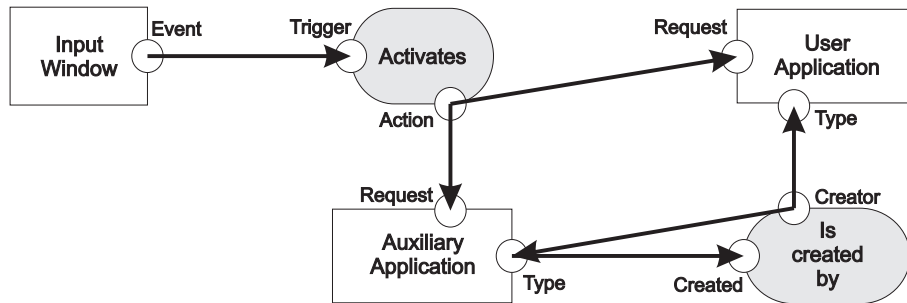 Input
Window
Event
Trigger
Activates
Action
Request
User
Application
Type
Request
Auxiliary
Application
Type
Creator
Is
created
by
Created